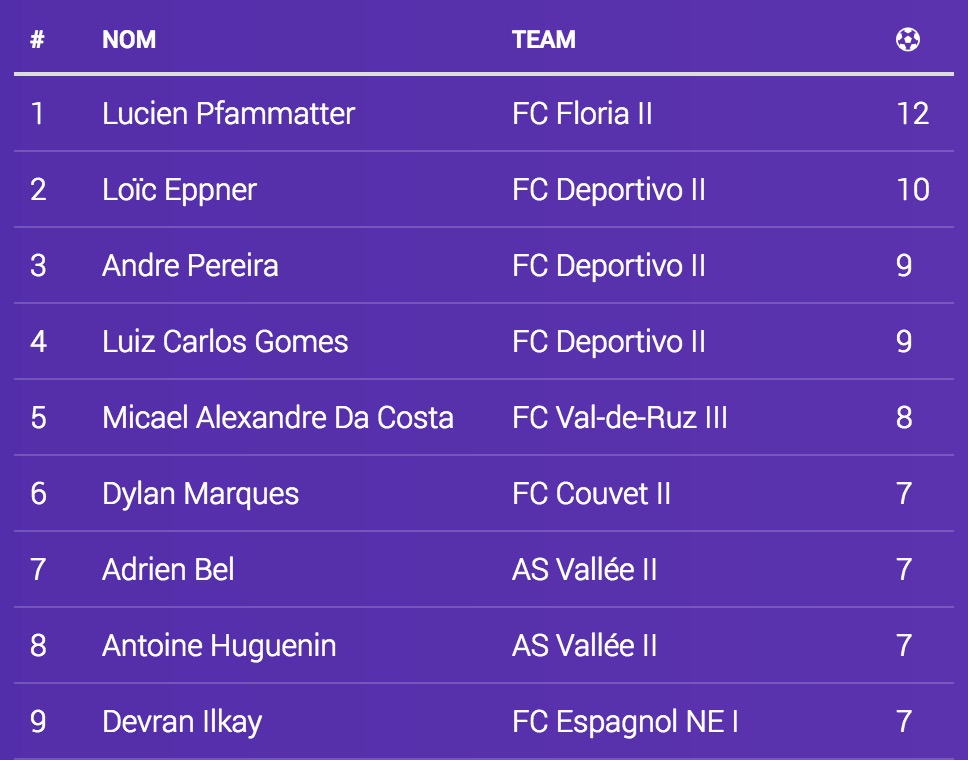 # NOM TEAM
1 Lucien Pfammatter FC Floria II 12
2 Loïc Eppner FC Deportivo II 10
3 Andre Pereira FC Deportivo II 9
4 Luiz Carlos Gomes FC Deportivo II 9
5 Micael Alexandre Da Costa FC Val-de-Ruz III 8
6 Dylan Marques FC Couvet II 7
7 Adrien Bel AS Vallée II 7
8 Antoine Huguenin AS Vallée II 7
9 Devran Ilkay FC Espagnol NE I 7